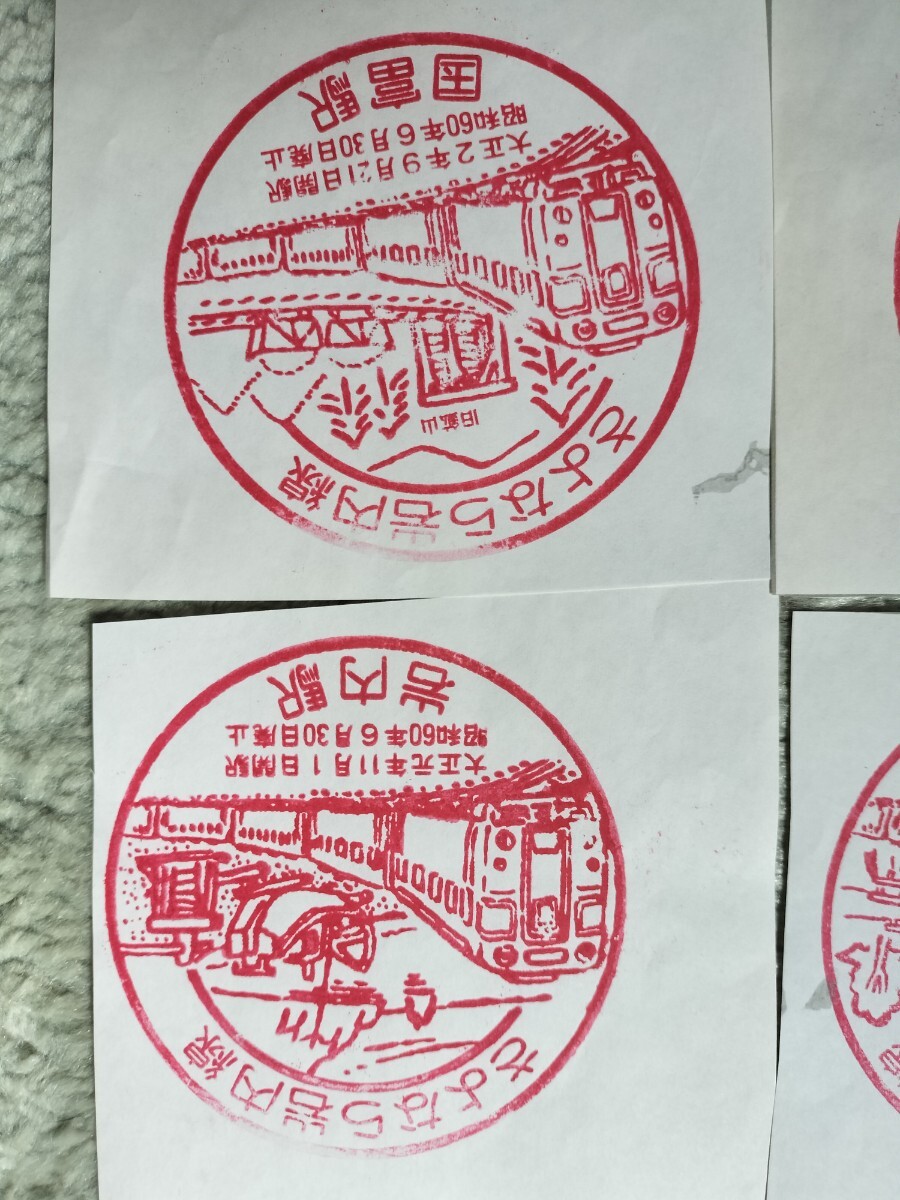 さよなら岩内線
旧鉱山
大正2年9月21日開駅
昭和60年6月30日廃止
国富駅
さよなら岩内線
大正元年11月1日開駅
昭和60年6月30日廃止
岩内駅